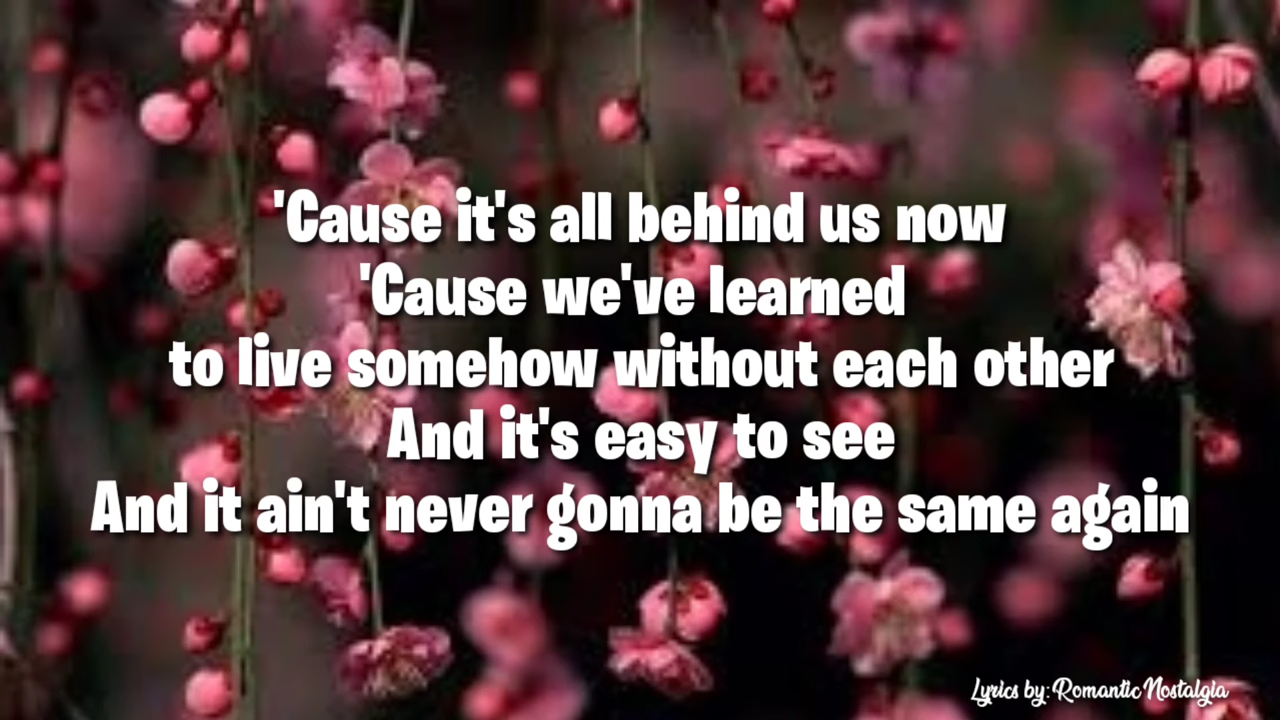 'Cause it's all behind us now
'Cause we've learned
to live somehow without each other
And it's easy to see
And it ain't never gonna be the same again
Lyrics by: Romantic Nostalgia